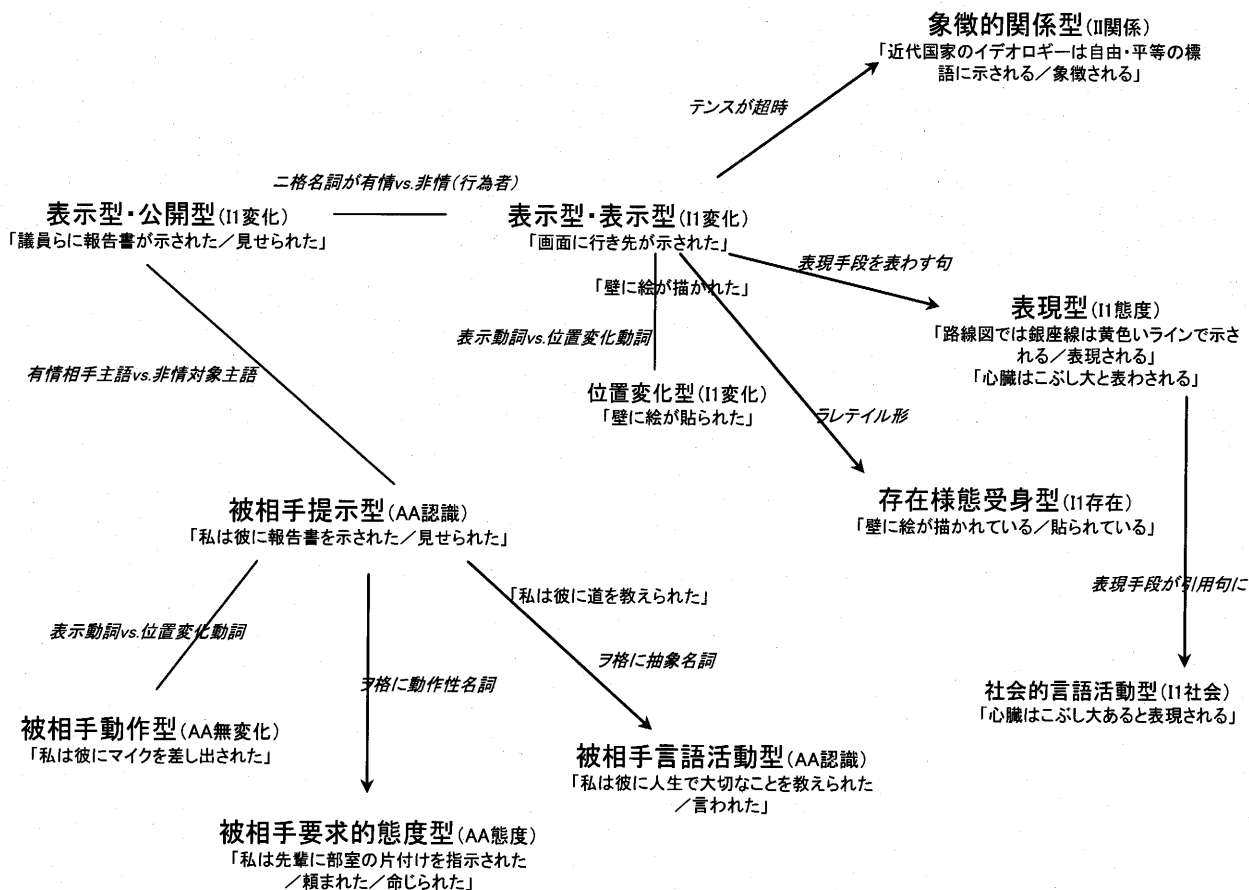 象徴的関係型(II関係)
「近代国家のイデオロギーは自由・平等の標
語に示される／象徴される」
テンスが超時
ニ格名詞が有情vs.非情(行為者)
表示型・公開型(I1変化)
「議員らに報告書が示された／見せられた」
表示型・表示型(I1変化)
「画面に行き先が示された」
「壁に絵が描かれた」
表現手段を表わす句
表現型(I1態度)
「路線図では銀座線は黄色いラインで示さ
れる／表現される」
「心臓はこぶし大と表わされる」
表示動詞vs.位置変化動詞
有情相手主語vs.非情対象主語
位置変化型(I1変化)
「壁に絵が貼られた」
ラレテイル形
被相手提示型(AA認識)
「私は彼に報告書を示された／見せられた」
存在様態受身型(I1存在)
「壁に絵が描かれている／貼られている」
「私は彼に道を教えられた」
表現手段が引用句に
表示動詞vs.位置変化動詞
ヲ格に動作性名詞
ヲ格に抽象名詞
社会的言語活動型(I1社会)
「心臓はこぶし大あると表現される」
被相手動作型(AA無変化)
「私は彼にマイクを差し出された」
被相手言語活動型(AA認識)
「私は彼に人生で大切なことを教えられた
／言われた」
被相手要求的態度型(AA態度)
「私は先輩に部室の片付けを指示された
／頼まれた／命じられた」